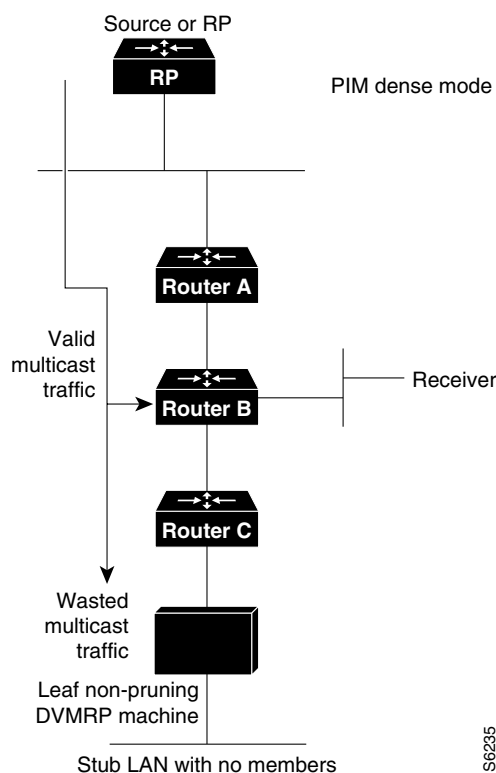 Source or RP
RP
PIM dense mode
Router A
Valid
multicast
traffic
Router B
Receiver
Router C
Wasted
multicast
traffic
Leaf non-pruning
DVMRP machine
Stub LAN with no members
S6235